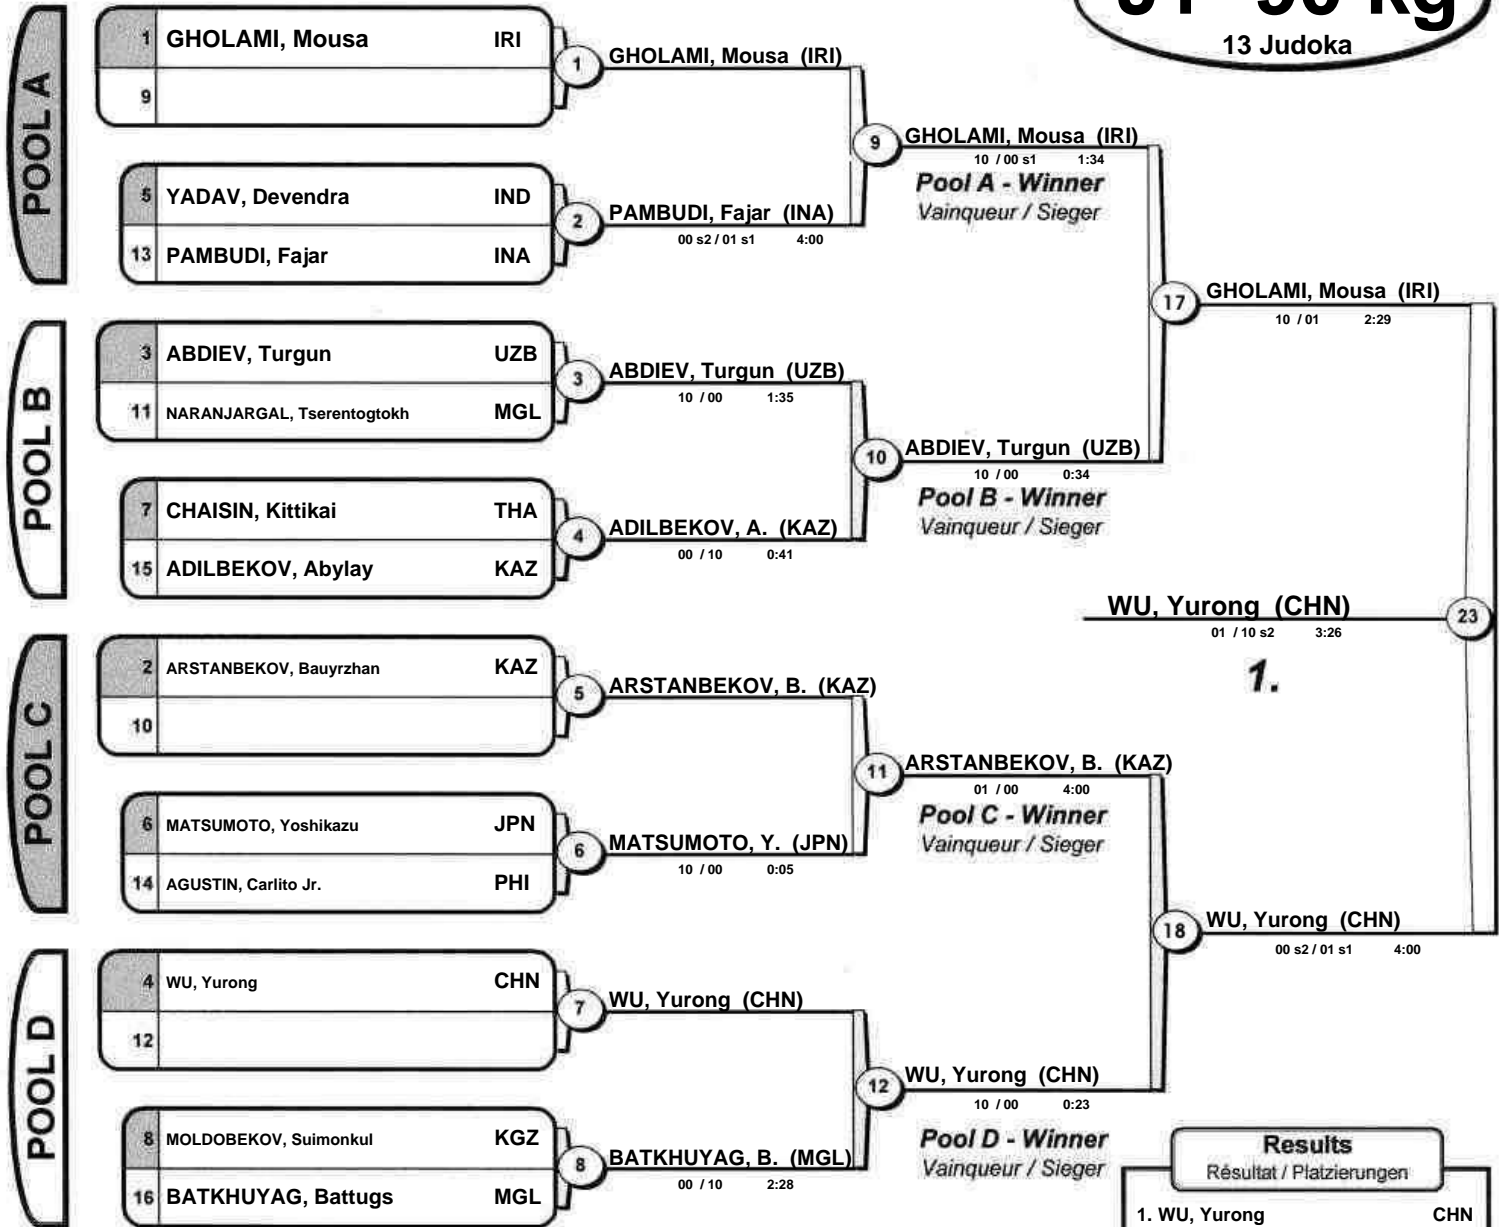 13 Judoka
POOL A
1 GHOLAMI, Mousa IRI
9
1 GHOLAMI, Mousa (IRI)
5 YADAV, Devendra IND
13 PAMBUDI, Fajar INA
2 PAMBUDI, Fajar (INA)
00 s2 / 01 s1 4:00
9 GHOLAMI, Mousa (IRI)
10 / 00 s1 1:34
Pool A - Winner
Vainqueur / Sieger
POOL B
3 ABDIEV, Turgun UZB
11 NARANJARGAL, Tserentogtokh MGL
3 ABDIEV, Turgun (UZB)
10 / 00 1:35
7 CHAISIN, Kittikai THA
15 ADILBEKOV, Abylay KAZ
4 ADILBEKOV, A. (KAZ)
00 / 10 0:41
10 ABDIEV, Turgun (UZB)
10 / 00 0:34
Pool B - Winner
Vainqueur / Sieger
17 GHOLAMI, Mousa (IRI)
10 / 01 2:29
WU, Yurong (CHN) 23
01 / 10 s2 3:26
1.
POOL C
2 ARSTANBEKOV, Bauyrzhan KAZ
10
5 ARSTANBEKOV, B. (KAZ)
6 MATSUMOTO, Yoshikazu JPN
14 AGUSTIN, Carlito Jr. PHI
6 MATSUMOTO, Y. (JPN)
10 / 00 0:05
11 ARSTANBEKOV, B. (KAZ)
01 / 00 4:00
Pool C - Winner
Vainqueur / Sieger
18 WU, Yurong (CHN)
00 s2 / 01 s1 4:00
POOL D
4 WU, Yurong CHN
12
7 WU, Yurong (CHN)
8 MOLDOBEKOV, Suimonkul KGZ
16 BATKHUYAG, Battugs MGL
8 BATKHUYAG, B. (MGL)
00 / 10 2:28
12 WU, Yurong (CHN)
10 / 00 0:23
Pool D - Winner
Vainqueur / Sieger
Results
Résultat / Platzierungen
1. WU, Yurong CHN